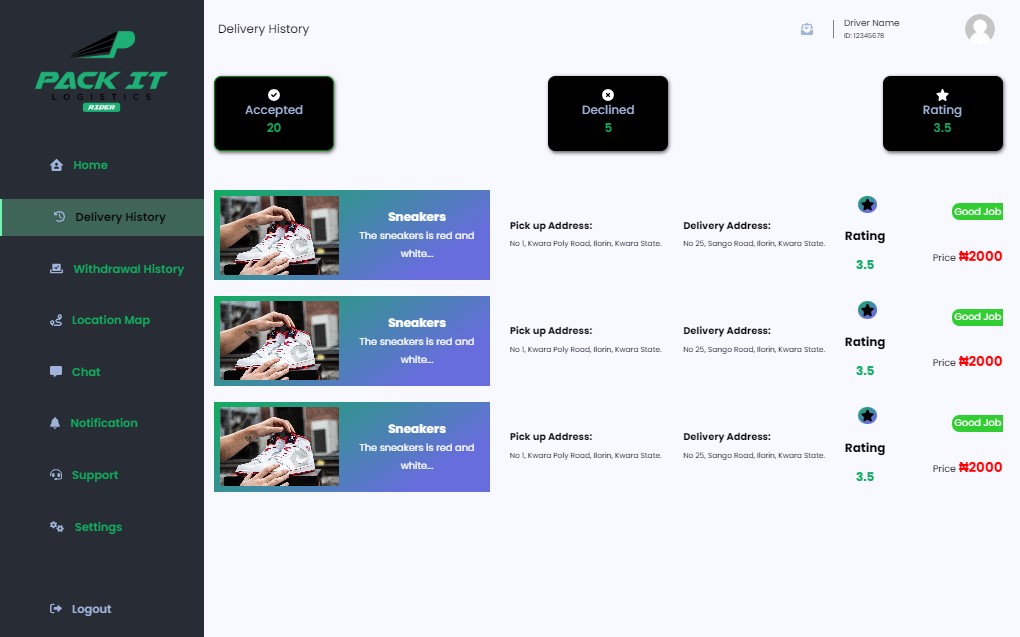 PACK IT
LOGISTICS
RIDER
Home
Delivery History
Withdrawal History
Location Map
Chat
Notification
Support
Settings
Logout
Delivery History
Driver Name
ID: 12345678
Accepted
20
Declined
5
Rating
3.5
Sneakers
The sneakers is red and
white...
Pick up Address:
No 1, Kwara Poly Road, Ilorin, Kwara State.
Delivery Address:
No 25, Sango Road, Ilorin, Kwara State.
Rating
3.5
Good Job
Price ₦2000
Sneakers
The sneakers is red and
white...
Pick up Address:
No 1, Kwara Poly Road, Ilorin, Kwara State.
Delivery Address:
No 25, Sango Road, Ilorin, Kwara State.
Rating
3.5
Good Job
Price ₦2000
Sneakers
The sneakers is red and
white...
Pick up Address:
No 1, Kwara Poly Road, Ilorin, Kwara State.
Delivery Address:
No 25, Sango Road, Ilorin, Kwara State.
Rating
3.5
Good Job
Price ₦2000